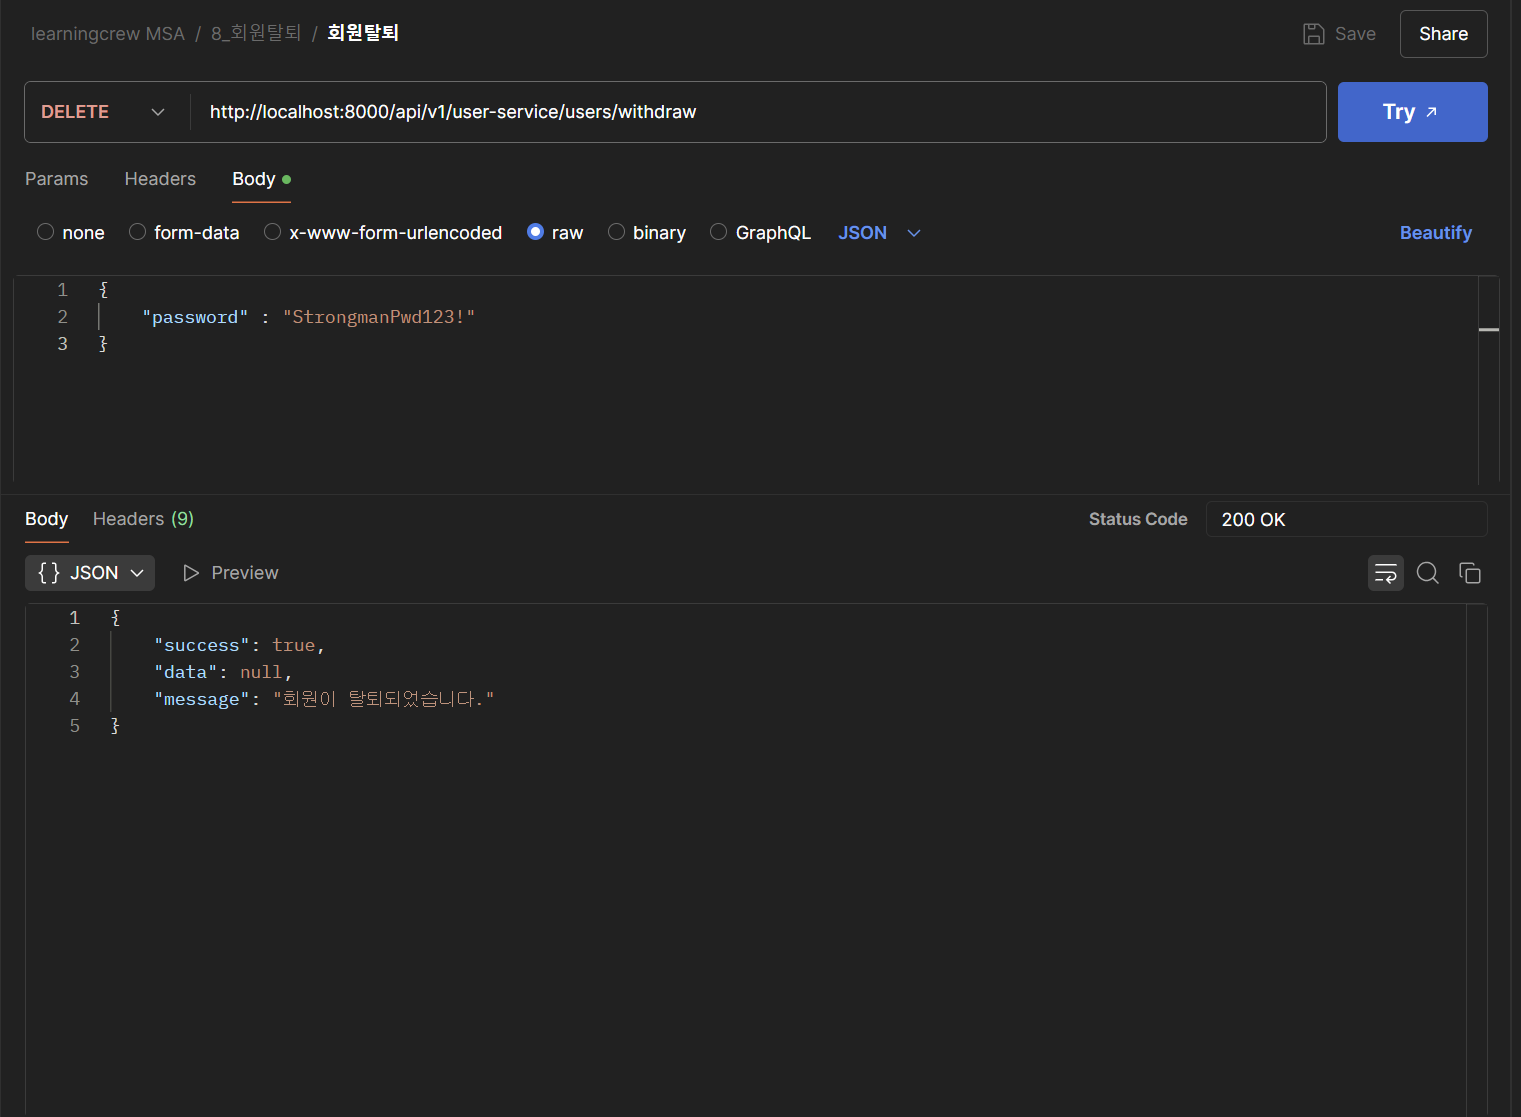 learningcrew MSA / 8_회원탈퇴 / 회원탈퇴
Save
Share
DELETE
http://localhost:8000/api/v1/user-service/users/withdraw
Try
Params
Headers
Body
none
form-data
x-www-form-urlencoded
raw
binary
GraphQL
JSON
Beautify
1 {
2 "password" : "StrongmanPwd123!"
3 }
Body
Headers (9)
Status Code
200 OK
{} JSON
Preview
1 {
2 "success": true,
3 "data": null,
4 "message": "회원이 탈퇴되었습니다."
5 }